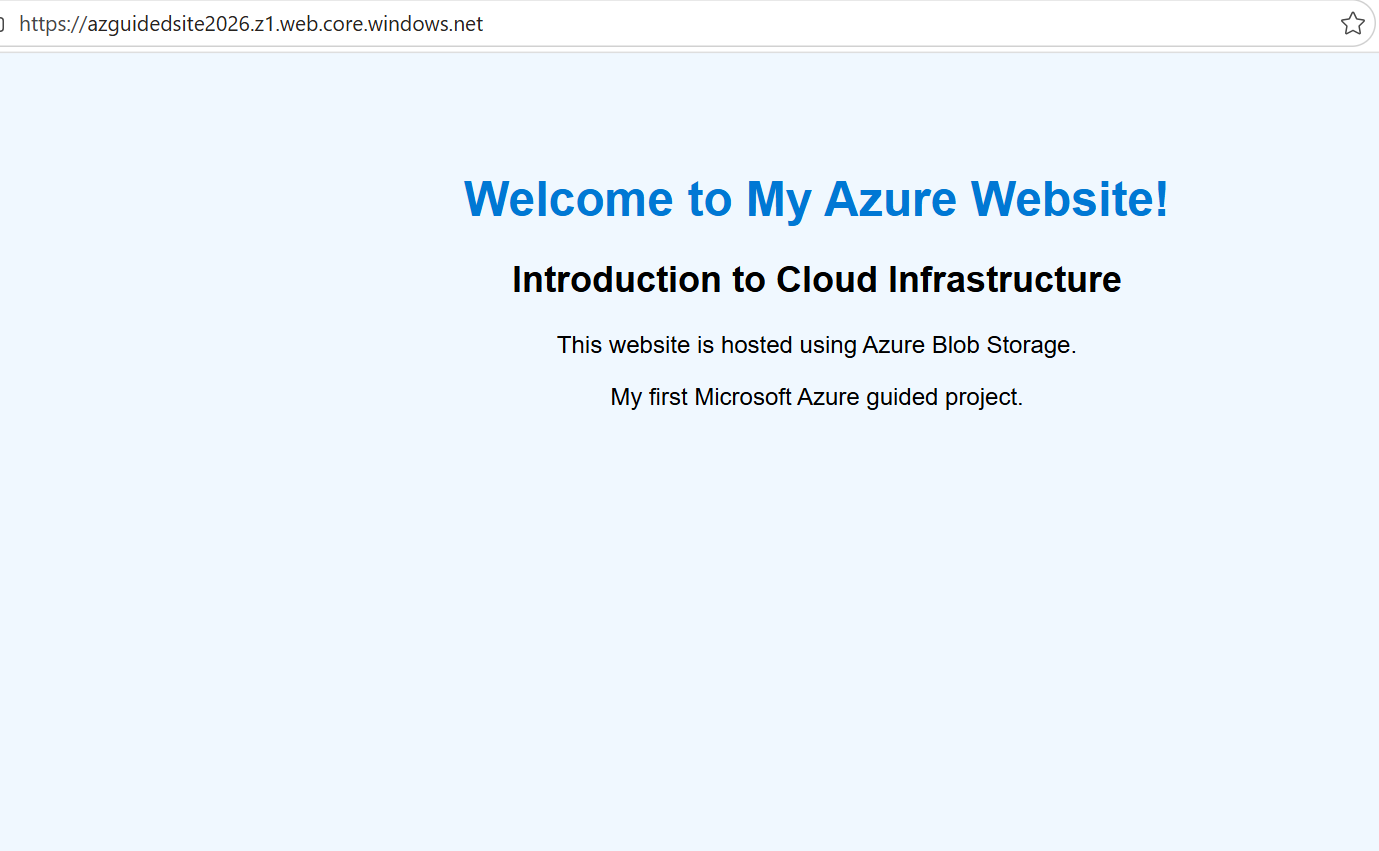 https://azguidedsite2026.z1.web.core.windows.net
Welcome to My Azure Website!
Introduction to Cloud Infrastructure
This website is hosted using Azure Blob Storage.
My first Microsoft Azure guided project.